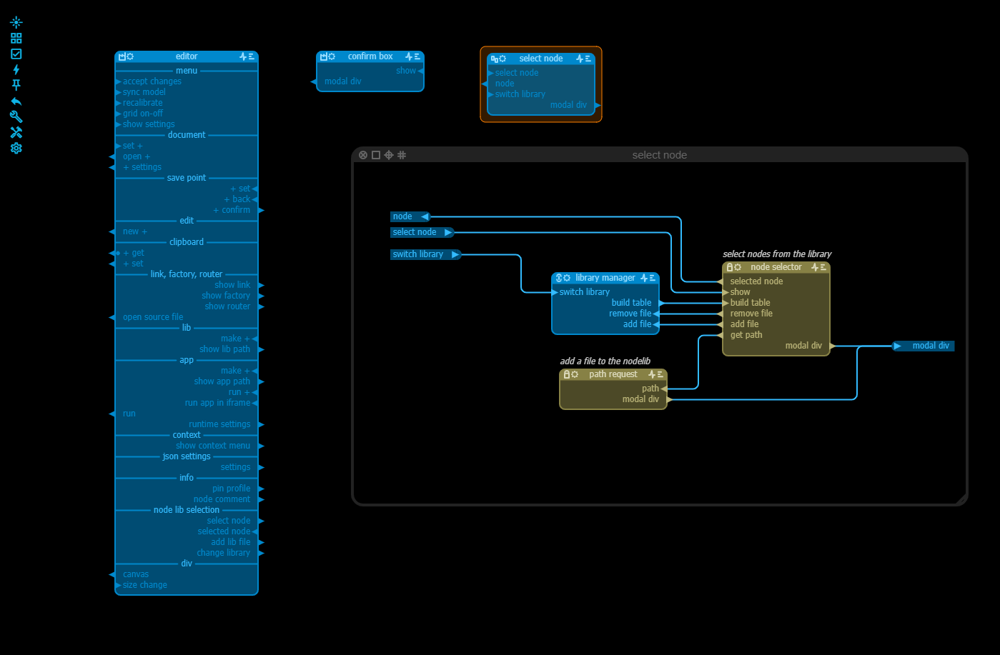 editor
menu
accept changes
sync model
recalibrate
grid on-off
show settings
document
set +
open +
+ settings
save point
+ set
+ back
+ confirm
edit
new +
clipboard
+ get
+ set
link, factory, router
show link
show factory
show router
open source file
lib
make +
show lib path
app
make +
show app path
run +
run app in iframe
run
runtime settings
context
show context menu
json settings
settings
info
pin profile
node comment
node lib selection
select node
selected node
add lib file
change library
div
canvas
size change
confirm box
show
modal div
select node
select node
node
switch library
modal div
select node
node
select node
switch library
library manager
switch library
build table
remove file
add file
select nodes from the library
node selector
selected node
show
build table
remove file
add file
get path
modal div
add a file to the nodelib
path request
path
modal div
modal div